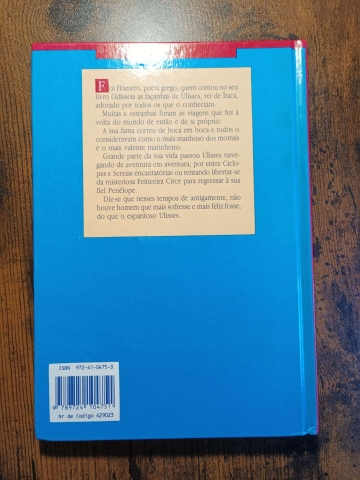 Foi Homero, poeta grego, quem contou no seu
livro Odisseia as façanhas de Ulisses, rei de Ítaca,
adorado por todos os que o conheciam.
Muitas e estranhas foram as viagens que fez à
volta do mundo de então e de si próprio.
A sua fama correu de boca em boca e todos o
consideravam como o mais manhoso dos mortais
e o mais valente marinheiro.
Grande parte da sua vida passou Ulisses nave-
gando de aventura em aventura, por entre Ciclo-
pes e Sereias encantatórias ou tentando libertar-se
da misteriosa Feiticeira Circe para regressar à sua
fiel Penélope.
Diz-se que nesses tempos de antigamente, não
houve homem que mais sofresse e mais feliz fosse,
do que o espantoso Ulisses.
ISBN 972-41-0475-3
9 789724 104751
Nr de Codigo 629023